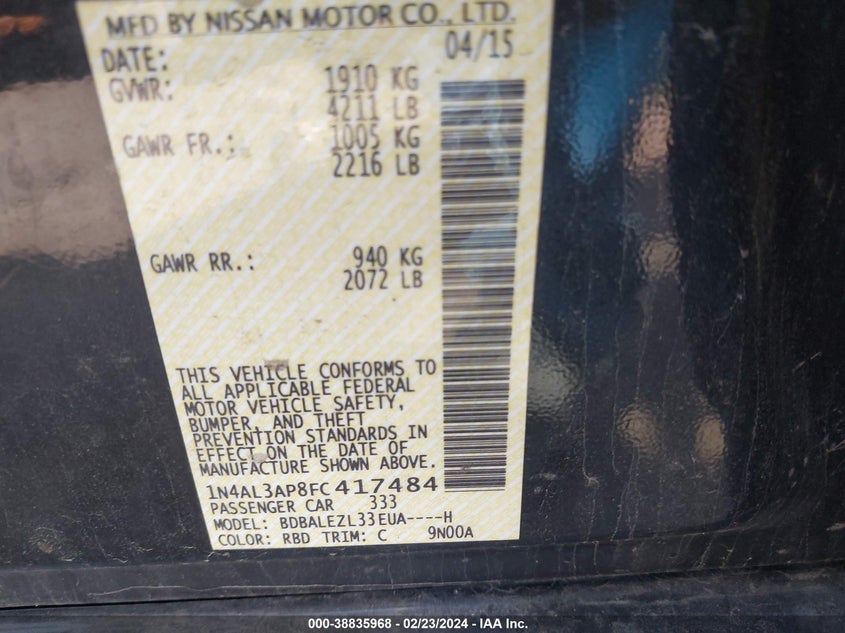 MFD BY NISSAN MOTOR CO., LTD.
DATE: 04/15
GVWR: 1910 KG
4211 LB
GAWR FR.: 1005 KG
2216 LB
GAWR RR.: 940 KG
2072 LB
THIS VEHICLE CONFORMS TO
ALL APPLICABLE FEDERAL
MOTOR VEHICLE SAFETY,
BUMPER, AND THEFT
PREVENTION STANDARDS IN
EFFECT ON THE DATE OF
MANUFACTURE SHOWN ABOVE.
1N4AL3AP8FC417484
PASSENGER CAR 333
MODEL: BDBALEZL33EUA----H
COLOR: RBD TRIM: C 9N00A
000-38835968 - 02/23/2024 - IAA Inc.